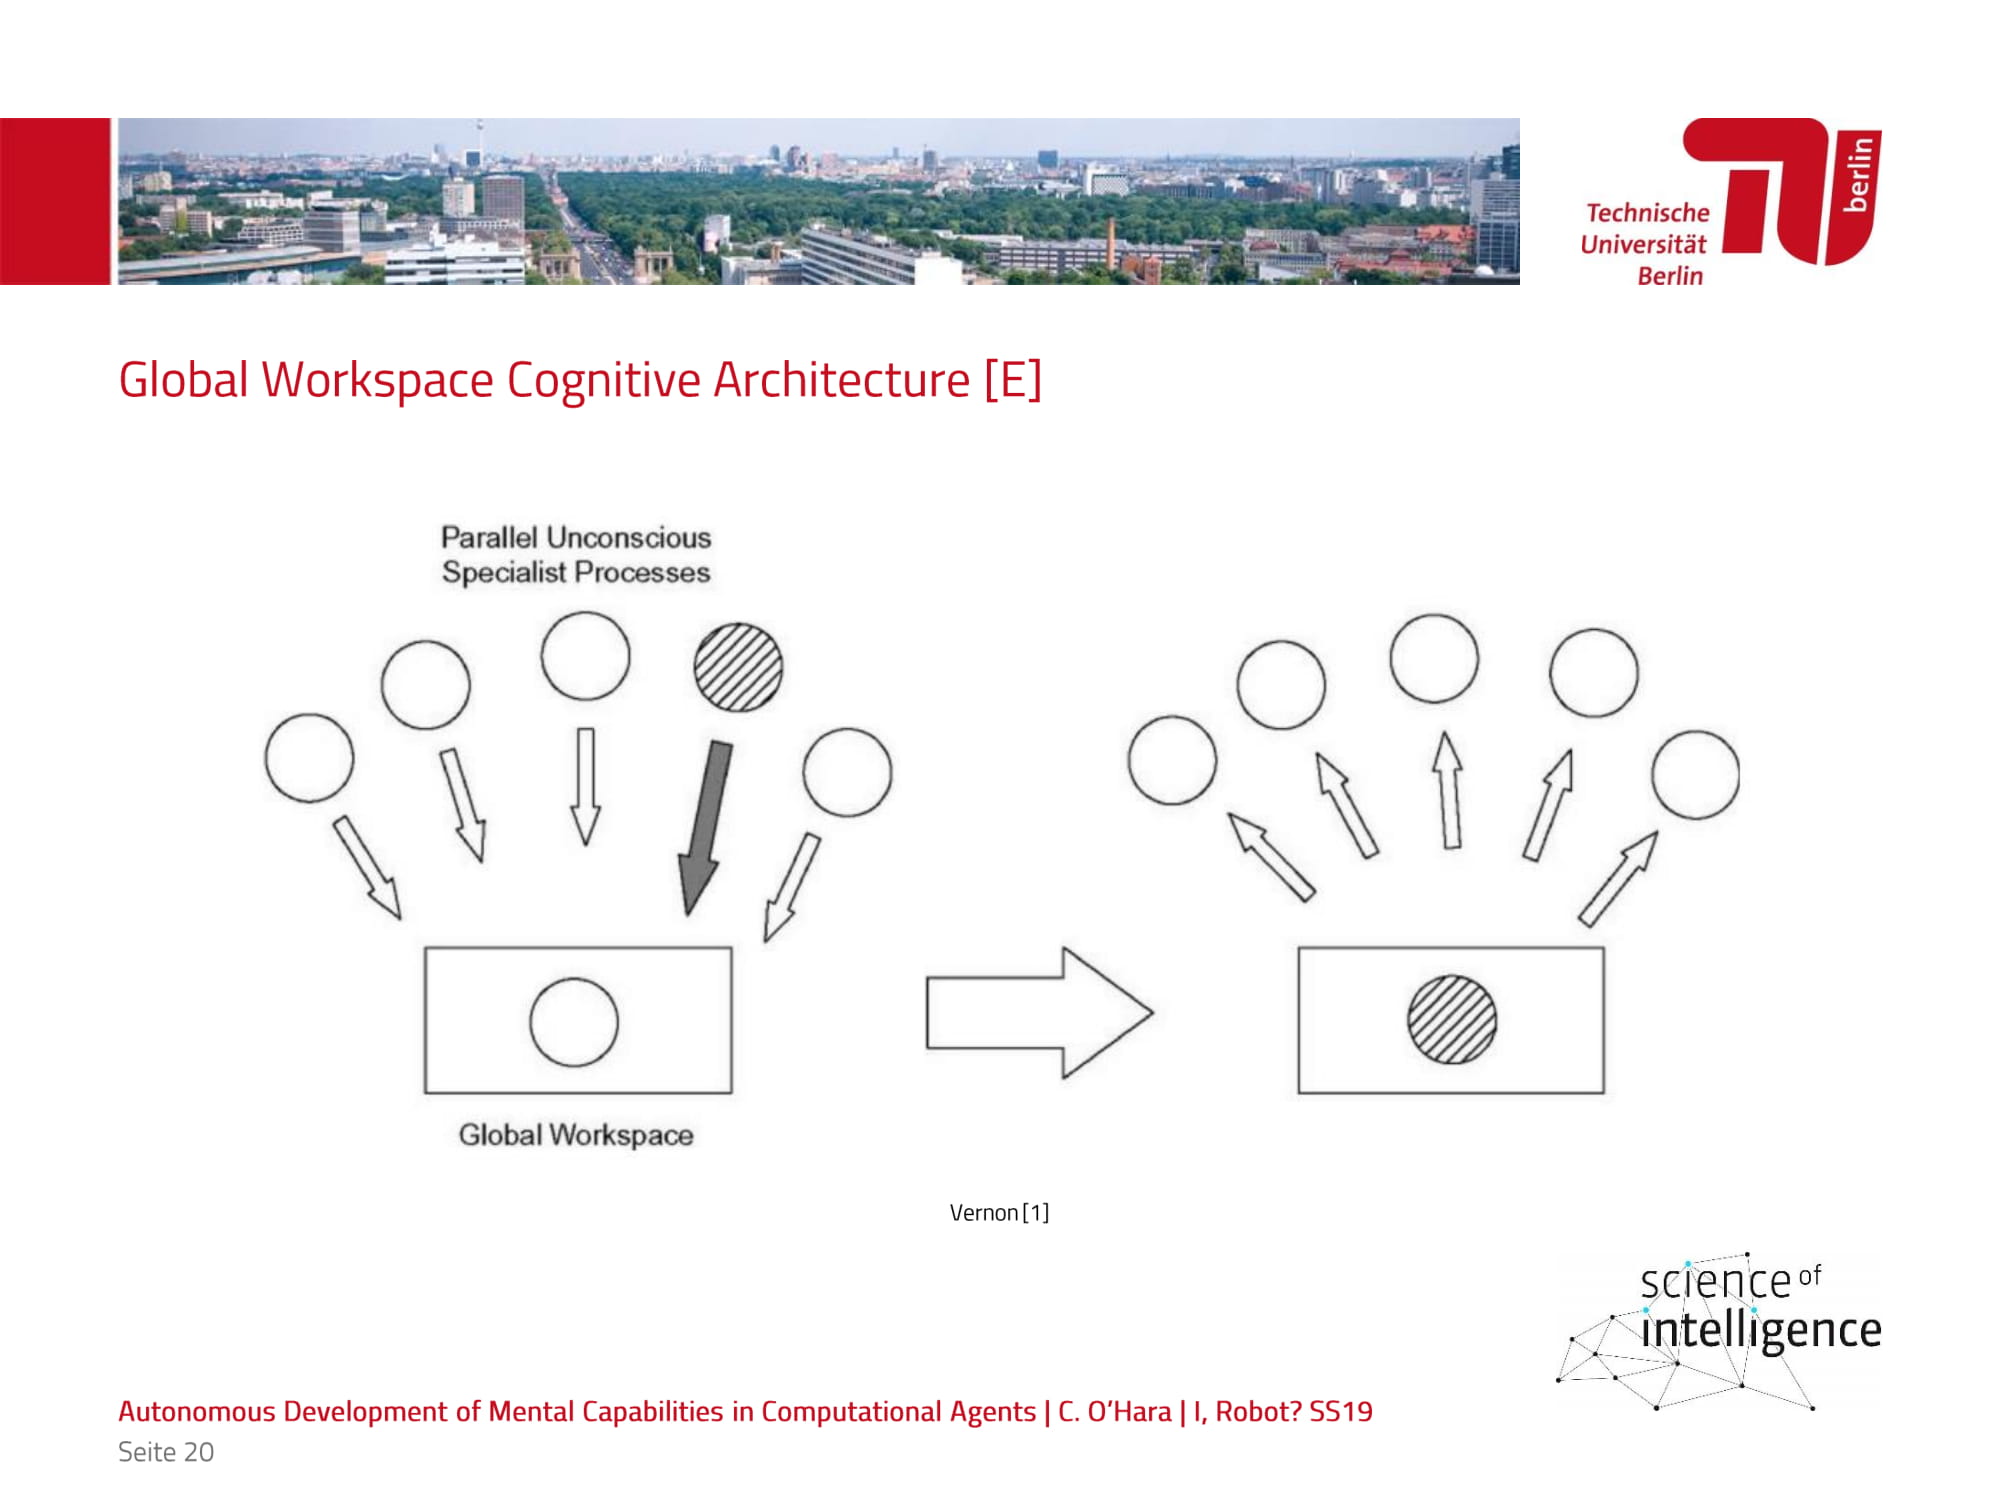 Technische
Universität
Berlin
berlin
Global Workspace Cognitive Architecture [E]
Parallel Unconscious
Specialist Processes
Global Workspace
Vernon [1]
science of
intelligence
Autonomous Development of Mental Capabilities in Computational Agents | C. O’Hara | I, Robot? SS19
Seite 20